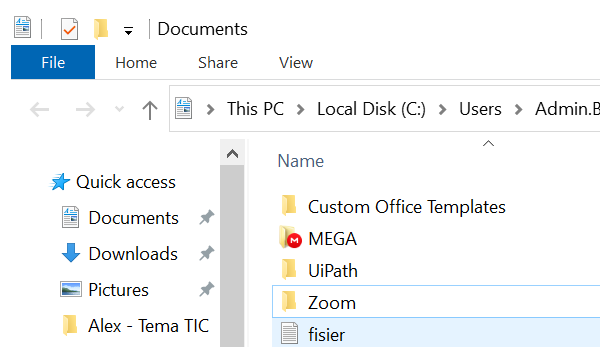 Documents
File Home Share View
This PC Local Disk (C:) Users Admin.B
Name
Quick access
Documents
Downloads
Pictures
Alex - Tema TIC
Custom Office Templates
MEGA
UiPath
Zoom
fisier